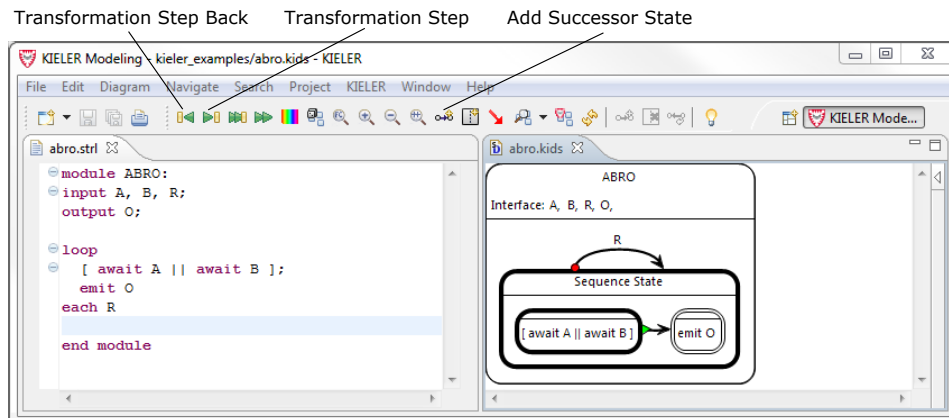 Transformation Step Back Transformation Step Add Successor State
KIELER Modeling - kieler_examples/abro.kids - KIELER
File Edit Diagram Navigate Search Project KIELER Window Help
KIELER Mode...
abro.strl
abro.kids
module ABRO:
input A, B, R;
output O;
loop
[ await A || await B ];
emit O
each R
end module
ABRO
Interface: A, B, R, O,
R
Sequence State
[ await A || await B ]
emit O